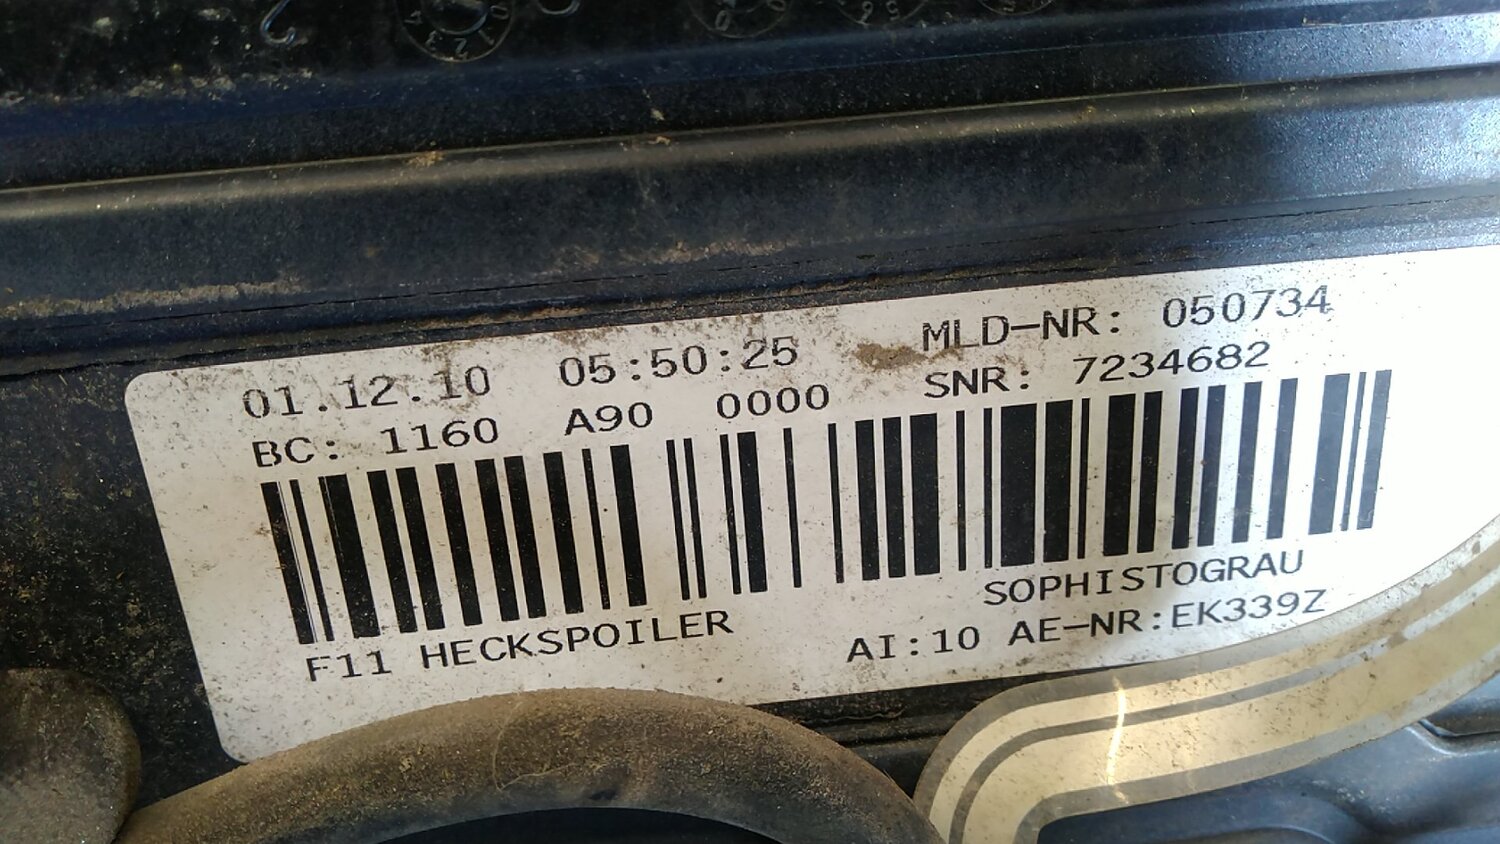 01.12.10 05:50:25 MLD-NR: 050734
BC: 1160 A90 0000 SNR: 7234682
SOPHISTOGRAU
F11 HECKSPOILER AI:10 AE-NR:EK339Z